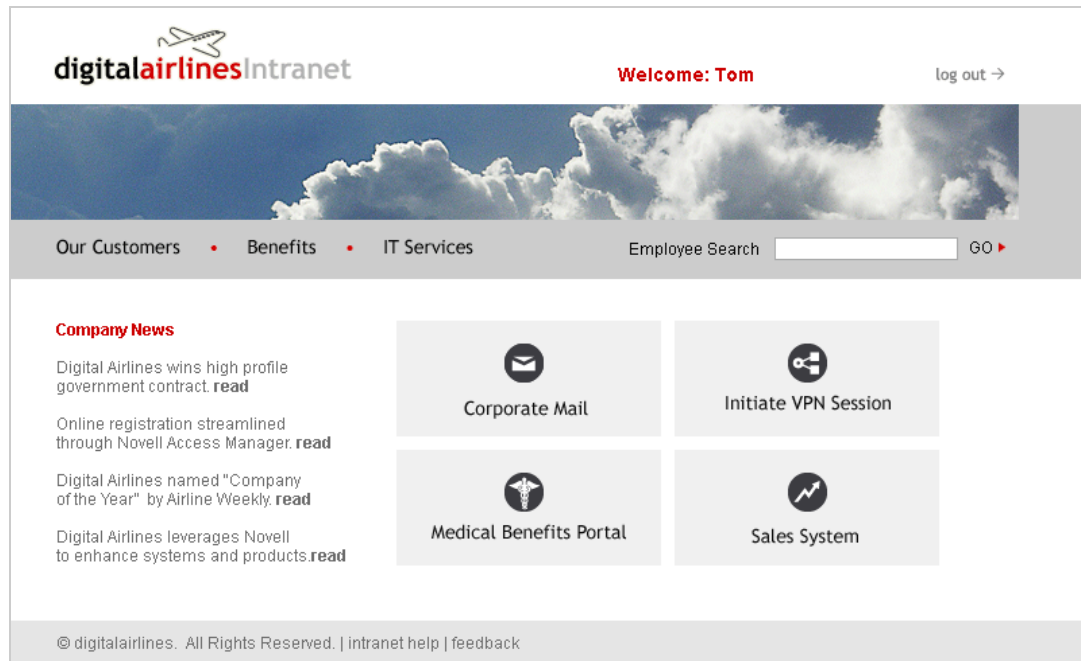 digitalairlinesIntranet
Welcome: Tom
log out →
Our Customers • Benefits • IT Services
Employee Search
GO
Company News
Digital Airlines wins high profile
government contract. read
Online registration streamlined
through Novell Access Manager. read
Digital Airlines named "Company
of the Year" by Airline Weekly. read
Digital Airlines leverages Novell
to enhance systems and products.read
Corporate Mail
Initiate VPN Session
Medical Benefits Portal
Sales System
© digitalairlines. All Rights Reserved. | intranet help | feedback